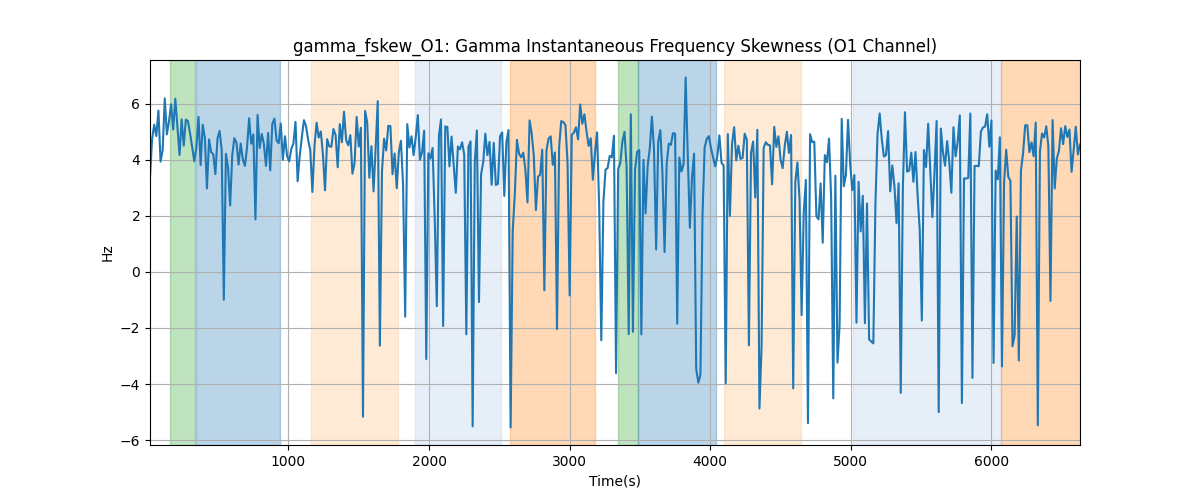 gamma_fskew_O1: Gamma Instantaneous Frequency Skewness (O1 Channel)
6
4
2
0
−2
−4
−6
Hz
1000 2000 3000 4000 5000 6000
Time(s)